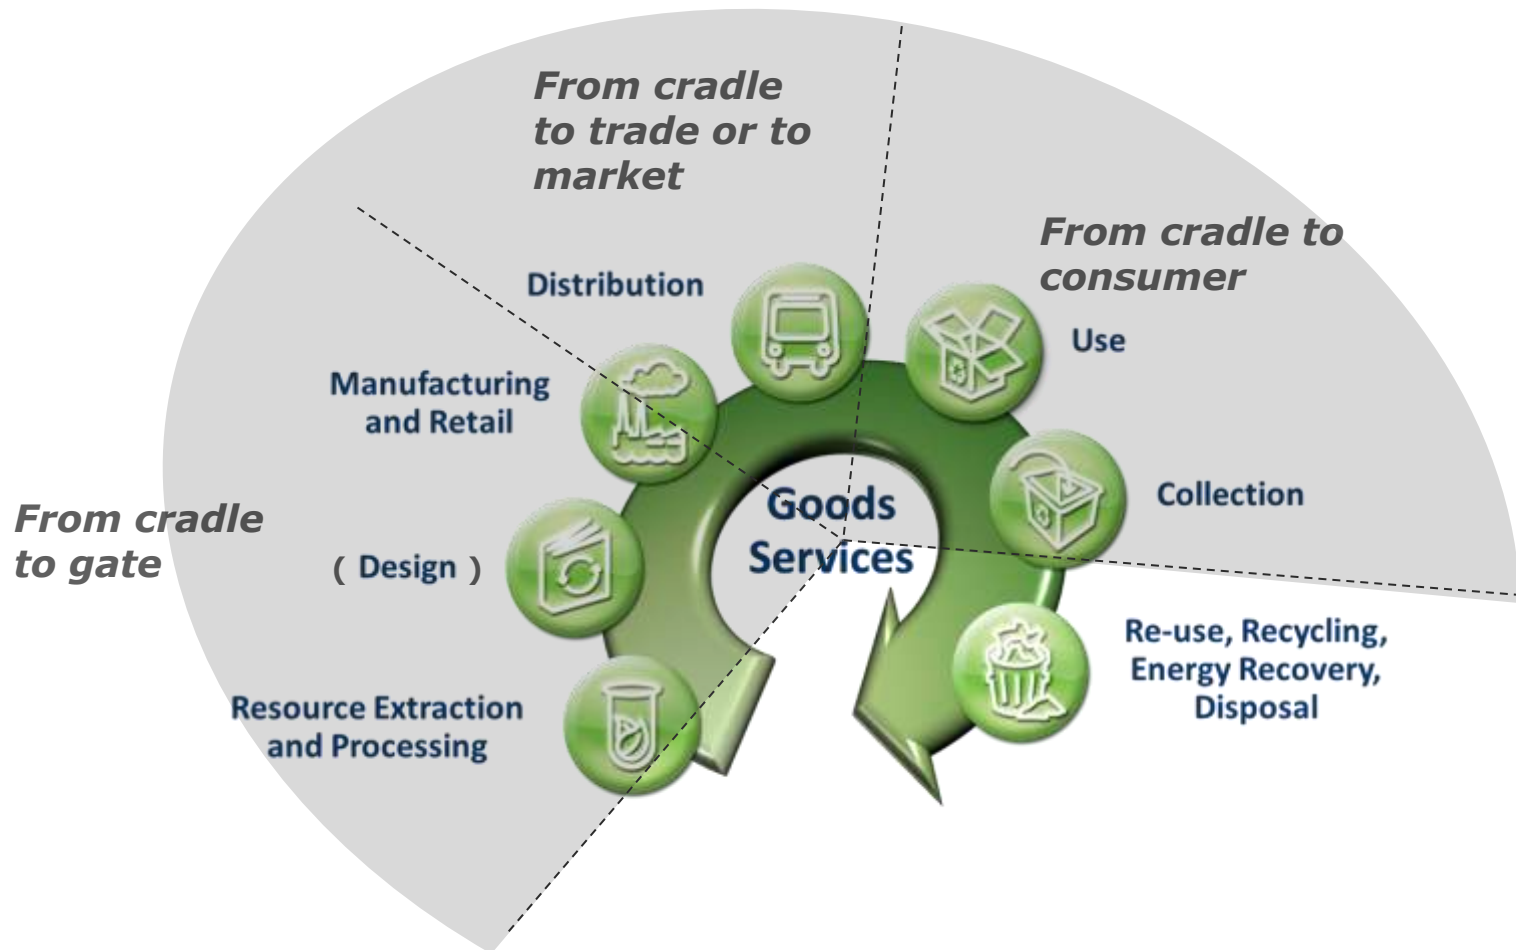 From cradle
to trade or to
market
From cradle to
consumer
Distribution
Use
Manufacturing
and Retail
Goods
Services
Collection
From cradle
to gate
( Design )
Re-use, Recycling,
Energy Recovery,
Disposal
Resource Extraction
and Processing